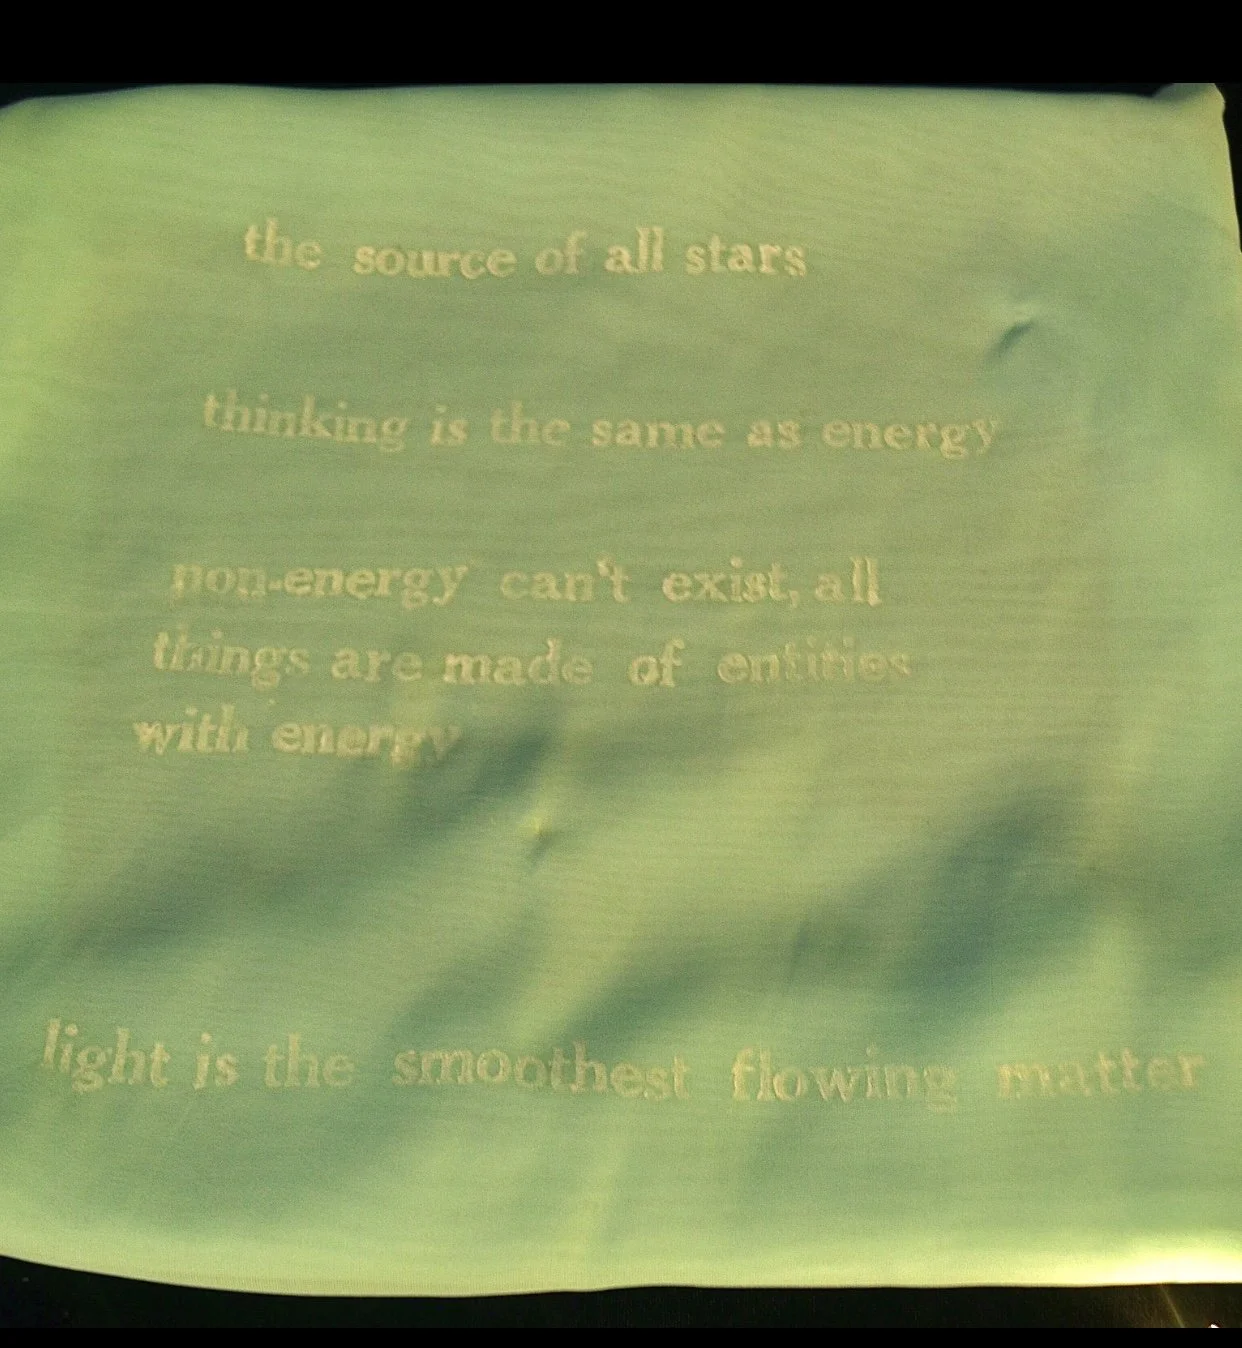 the source of all stars
thinking is the same as energy
non-energy can't exist, all
things are made of entities
with energy
light is the smoothest flowing matter